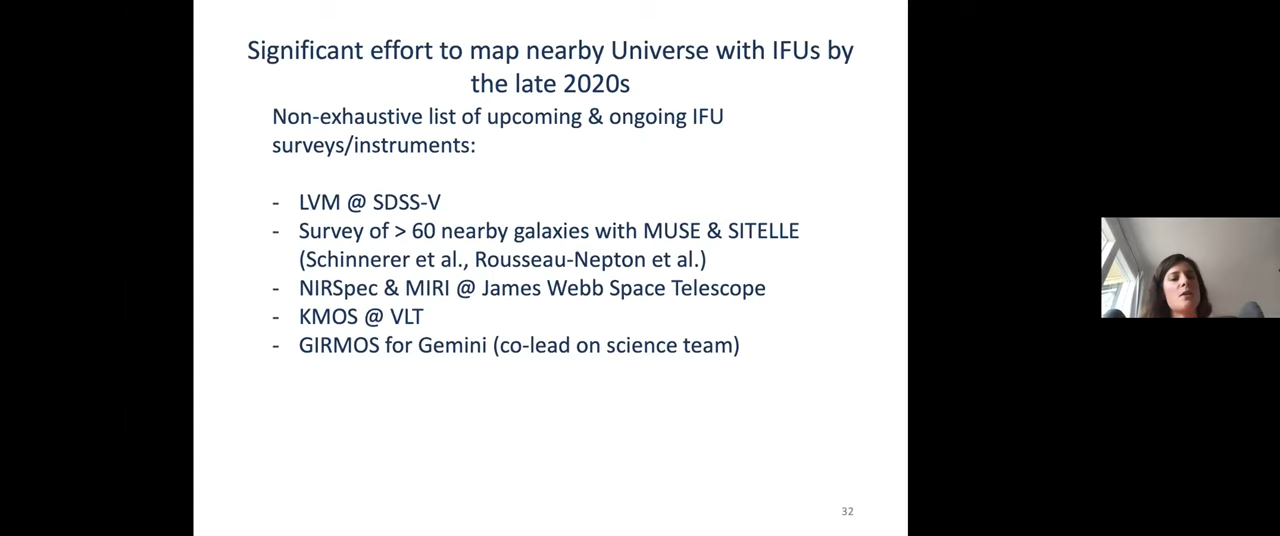 Significant effort to map nearby Universe with IFUs by
the late 2020s
Non-exhaustive list of upcoming & ongoing IFU
surveys/instruments:
- LVM @ SDSS-V
- Survey of > 60 nearby galaxies with MUSE & SITELLE
(Schinnerer et al., Rousseau-Nepton et al.)
- NIRSpec & MIRI @ James Webb Space Telescope
- KMOS @ VLT
- GIRMOS for Gemini (co-lead on science team)
32